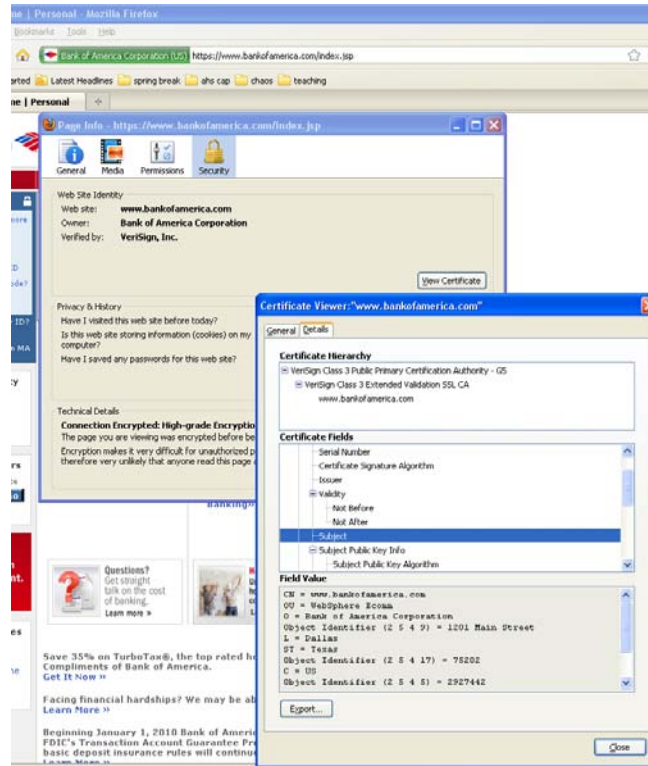 me | Personal - Mozilla Firefox
Bookmarks Tools Help
Bank of America Corporation (US) https://www.bankofamerica.com/index.jsp
arted Latest Headlines spring break ahs cap chaos teaching
me | Personal
Page Info - https://www.bankofamerica.com/index.jsp
General Media Permissions Security
Web Site Identity
Web site: www.bankofamerica.com
Owner: Bank of America Corporation
Verified by: VeriSign, Inc.
View Certificate
Privacy & History
Have I visited this web site before today?
Is this web site storing information (cookies) on my
computer?
Have I saved any passwords for this web site?
Technical Details
Connection Encrypted: High-grade Encryptio
The page you are viewing was encrypted before be
Encryption makes it very difficult for unauthorized p
therefore very unlikely that anyone read this page
Certificate Viewer:"www.bankofamerica.com"
General Details
Certificate Hierarchy
VeriSign Class 3 Public Primary Certification Authority - G5
VeriSign Class 3 Extended Validation SSL CA
www.bankofamerica.com
Certificate Fields
Serial Number
Certificate Signature Algorithm
Issuer
Validity
Not Before
Not After
Subject
Subject Public Key Info
Subject Public Key Algorithm
Field Value
CN = www.bankofamerica.com
OU = WebSphere Ecomm
O = Bank of America Corporation
Object Identifier (2 5 4 9) = 1201 Main Street
L = Dallas
ST = Texas
Object Identifier (2 5 4 17) = 75202
C = US
Object Identifier (2 5 4 5) = 2927442
Export...
Close
Banking»
Questions?
Get straight
talk on the cost
of banking.
Learn more »
Save 35% on TurboTax®, the top rated
Compliments of Bank of America.
Get It Now »
Facing financial hardships? We may be
Learn More »
Beginning January 1, 2010 Bank of Ameri
FDIC's Transaction Account Guarantee Pr
basic deposit insurance rules will continu
Learn More »